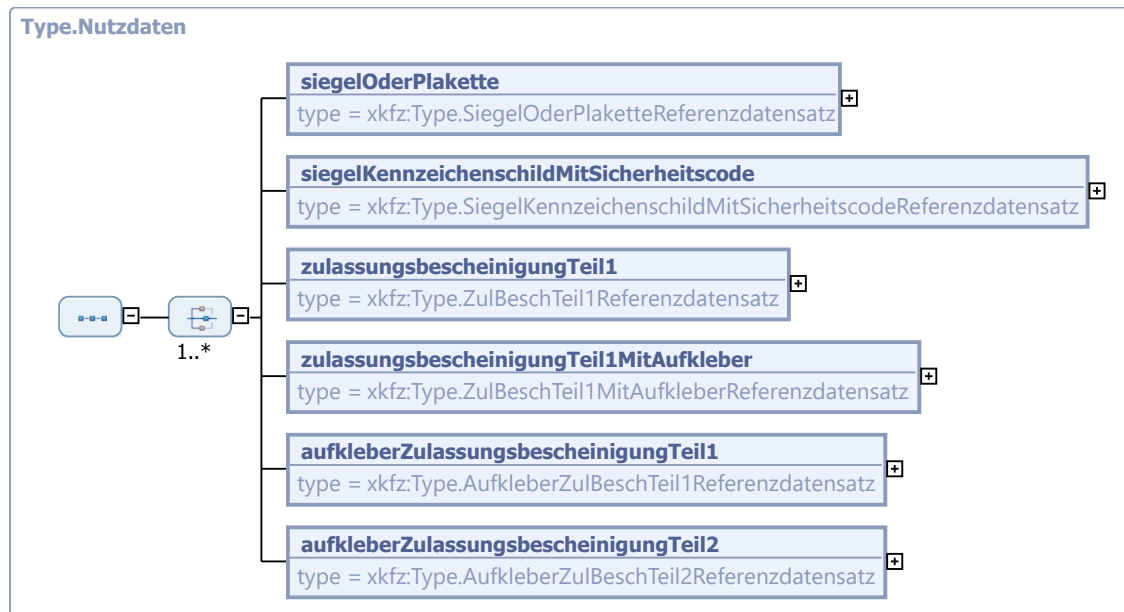 Type.Nutzdaten
siegelOderPlakette
type = xkfz:Type.SiegelOderPlaketteReferenzdatensatz
siegelKennzeichenschildMitSicherheitscode
type = xkfz:Type.SiegelKennzeichenschildMitSicherheitscodeReferenzdatensatz
zulassungsbescheinigungTeil1
type = xkfz:Type.ZulBeschTeil1Referenzdatensatz
1..*
zulassungsbescheinigungTeil1MitAufkleber
type = xkfz:Type.ZulBeschTeil1MitAufkleberReferenzdatensatz
aufkleberZulassungsbescheinigungTeil1
type = xkfz:Type.AufkleberZulBeschTeil1Referenzdatensatz
aufkleberZulassungsbescheinigungTeil2
type = xkfz:Type.AufkleberZulBeschTeil2Referenzdatensatz